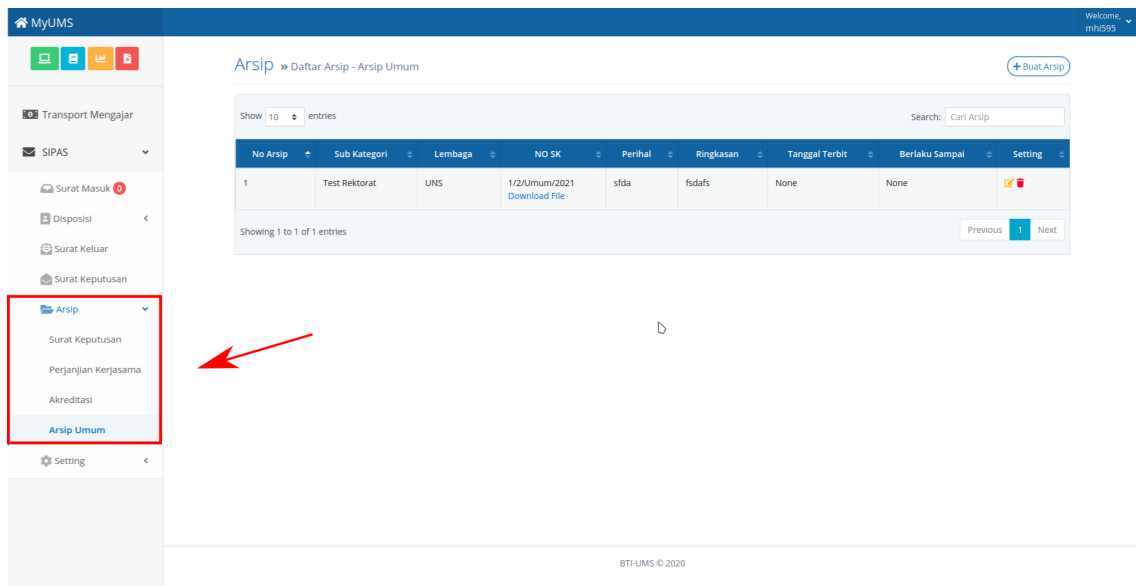 MyUMS
Welcome, mhi595
Transport Mengajar
SIPAS
Surat Masuk 0
Disposisi
Surat Keluar
Surat Keputusan
Arsip
Surat Keputusan
Perjanjian Kerjasama
Akreditasi
Arsip Umum
Setting
Arsip » Daftar Arsip - Arsip Umum
+ Buat Arsip
Show 10 entries
Search: Cari Arsip
No Arsip Sub Kategori Lembaga NO SK Perihal Ringkasan Tanggal Terbit Berlaku Sampai Setting
1 Test Rektorat UNS 1/2/Umum/2021 sfda fsdafs None None
Download File
Showing 1 to 1 of 1 entries
Previous 1 Next
BTI-UMS © 2020